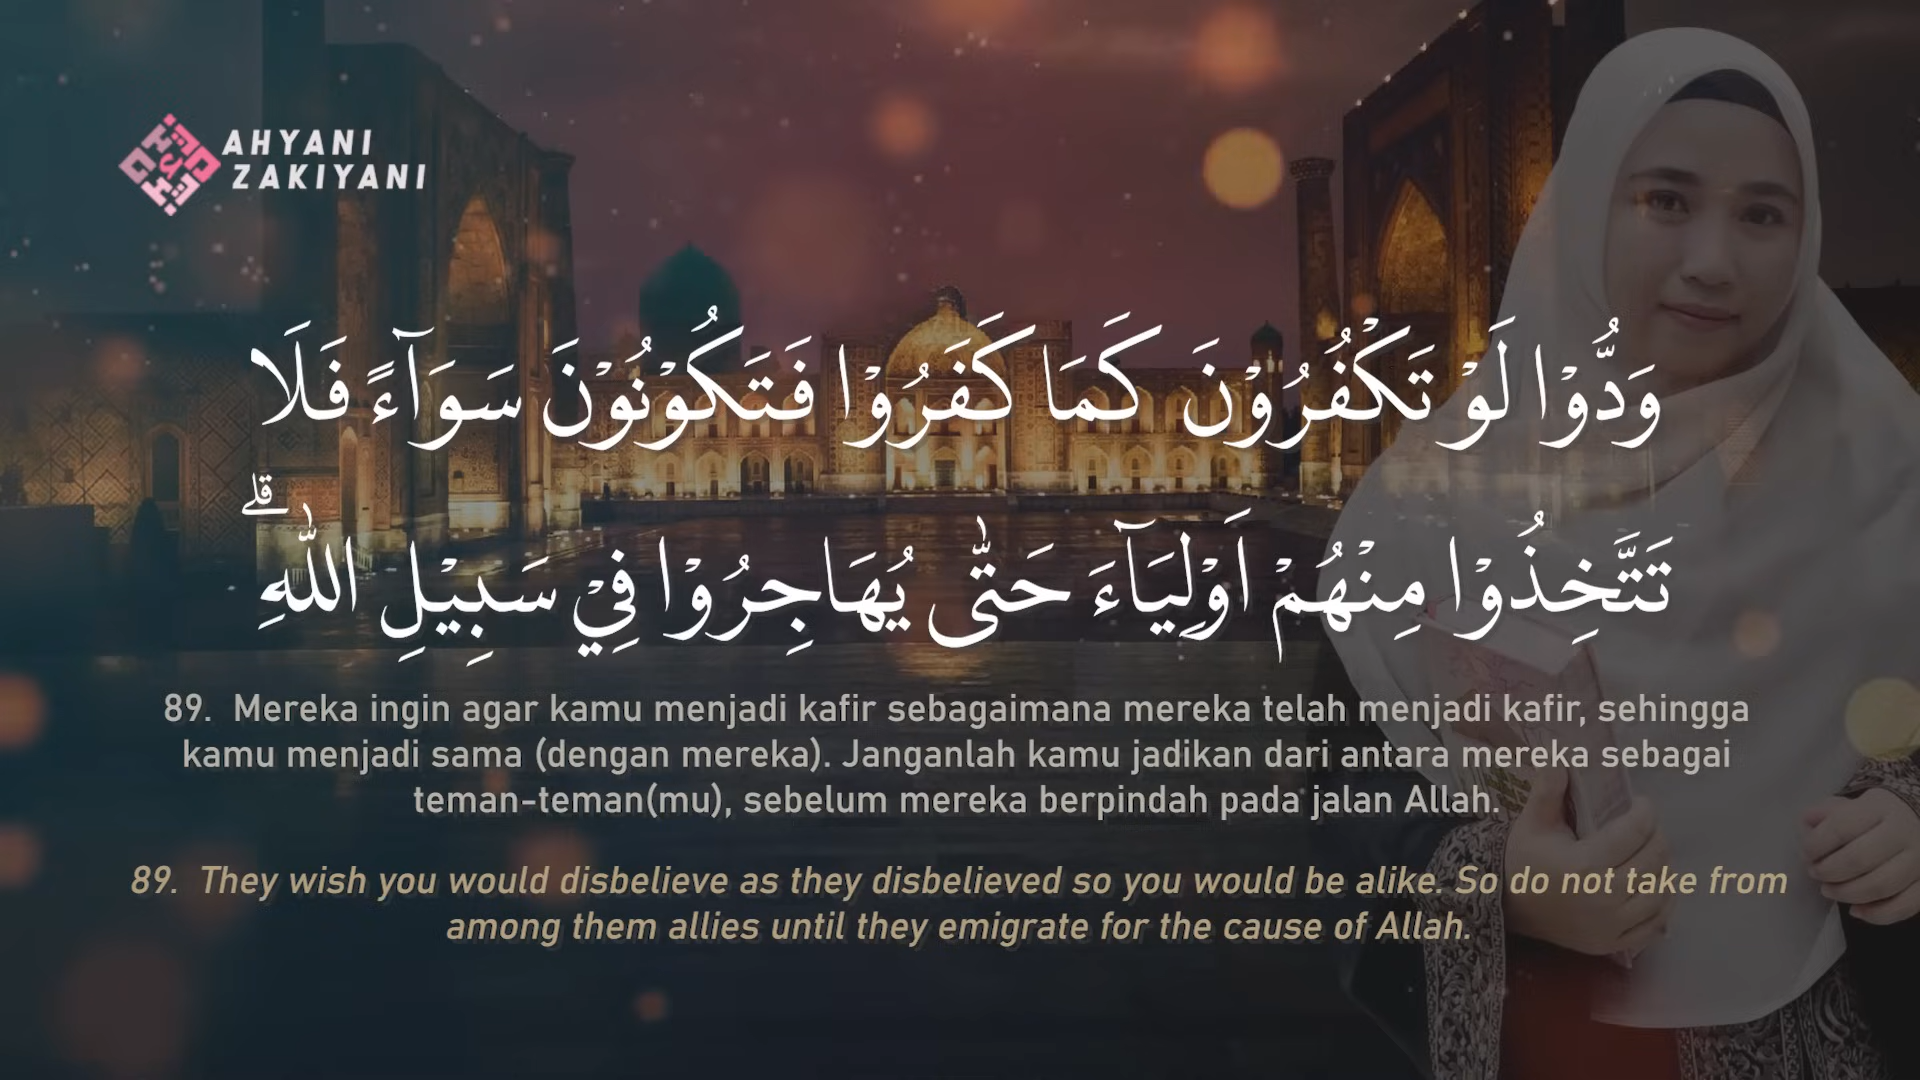 AHYANI
ZAKIYANI
وَدُّوْا لَوْ تَكْفُرُوْنَ كَمَا كَفَرُوْا فَتَكُوْنُوْنَ سَوَآءً فَلَا
تَتَّخِذُوْا مِنْهُمْ اَوْلِيَآءَ حَتّٰى يُهَاجِرُوْا فِيْ سَبِيْلِ اللّٰهِ ۗ
89. Mereka ingin agar kamu menjadi kafir sebagaimana mereka telah menjadi kafir, sehingga
kamu menjadi sama (dengan mereka). Janganlah kamu jadikan dari antara mereka sebagai
teman-teman(mu), sebelum mereka berpindah pada jalan Allah.
89. They wish you would disbelieve as they disbelieved so you would be alike. So do not take from
among them allies until they emigrate for the cause of Allah.